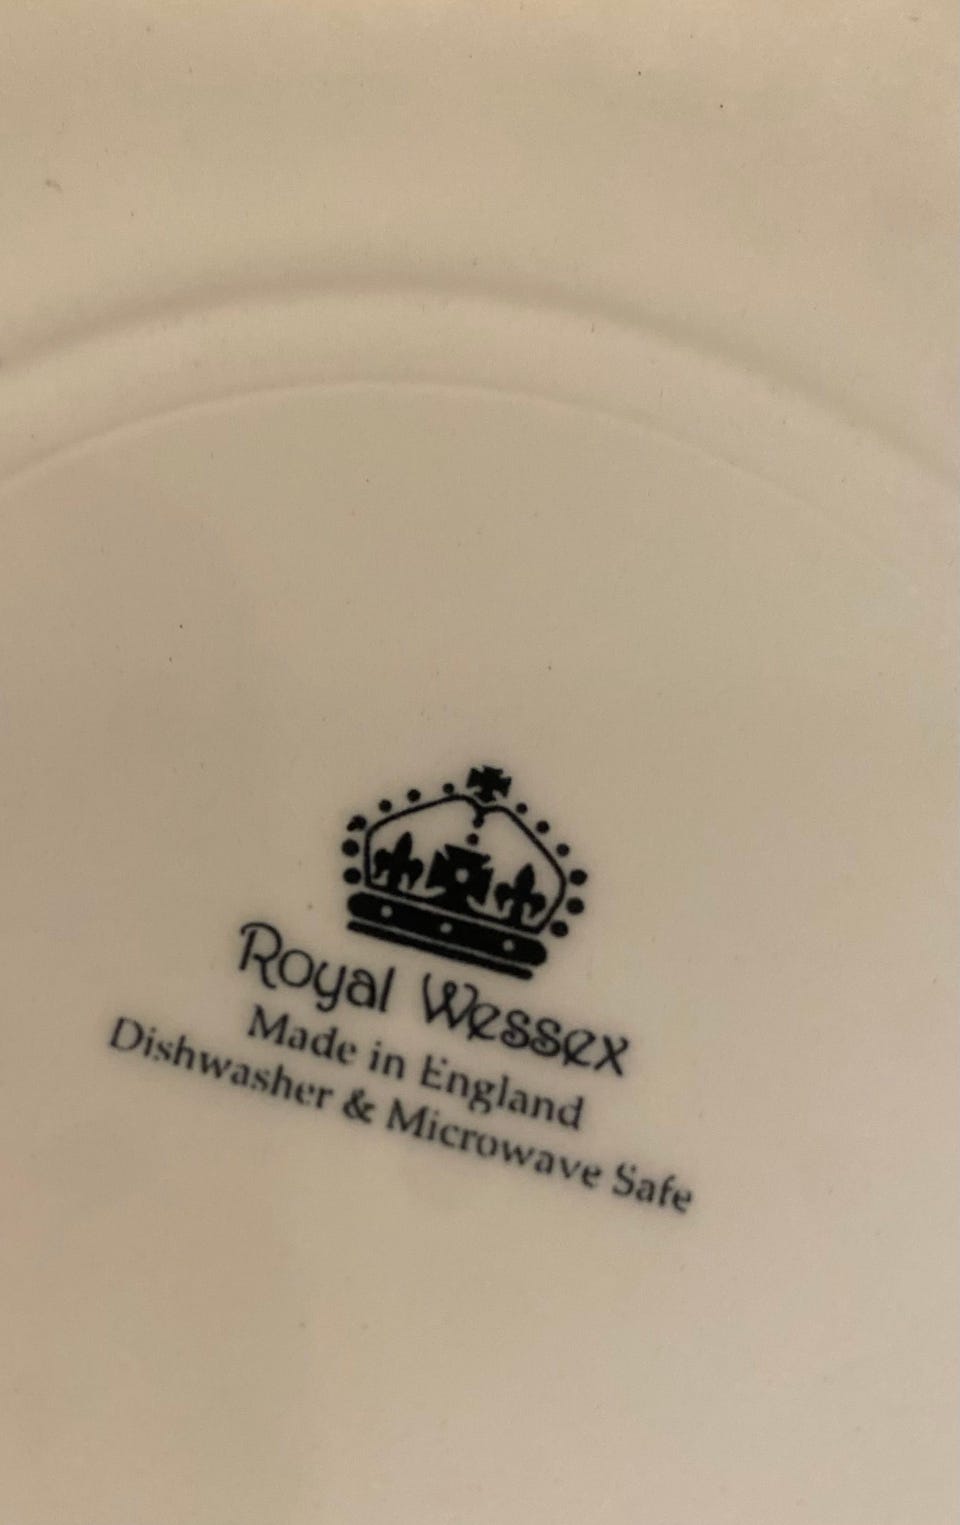 Royal Wessex
Made in England
Dishwasher & Microwave Safe